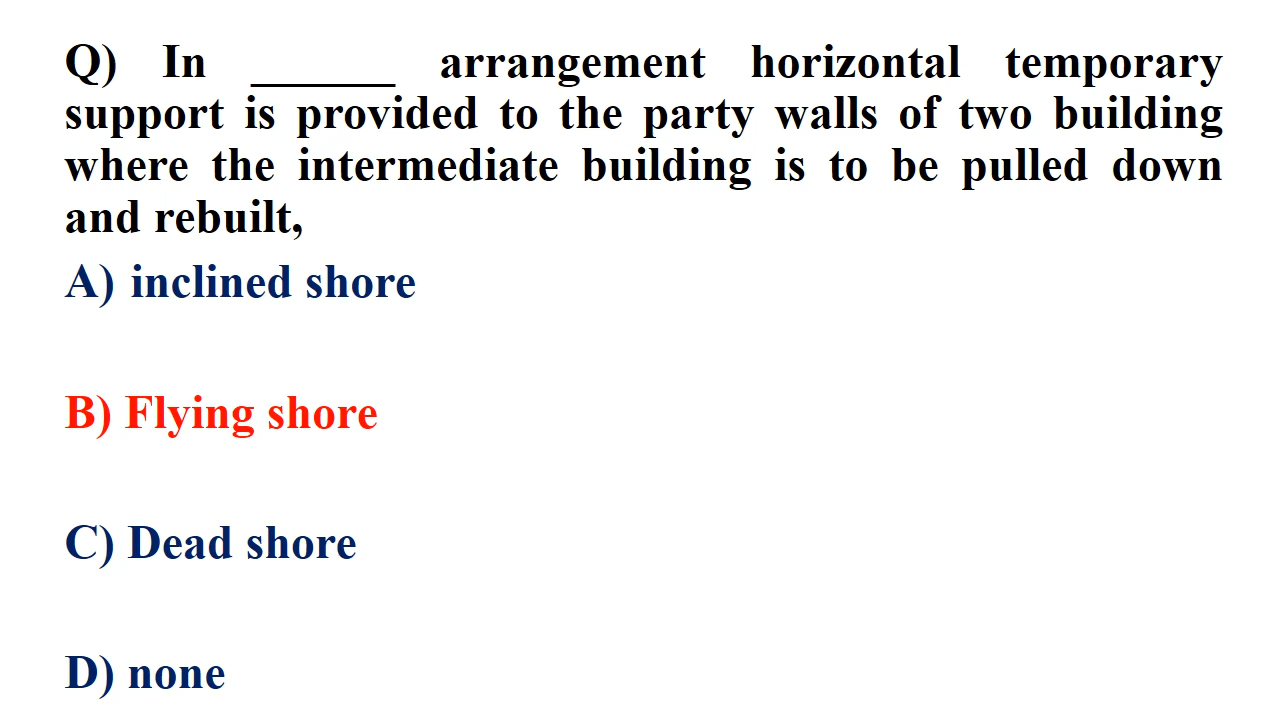 Q) In ______ arrangement horizontal temporary
support is provided to the party walls of two building
where the intermediate building is to be pulled down
and rebuilt,
A) inclined shore
B) Flying shore
C) Dead shore
D) none